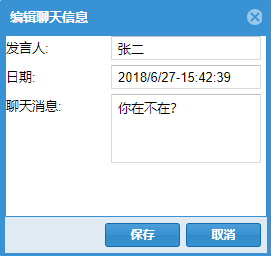 编辑聊天信息
发言人: 张二
日期: 2018/6/27-15:42:39
聊天消息: 你在不在?
保存 取消